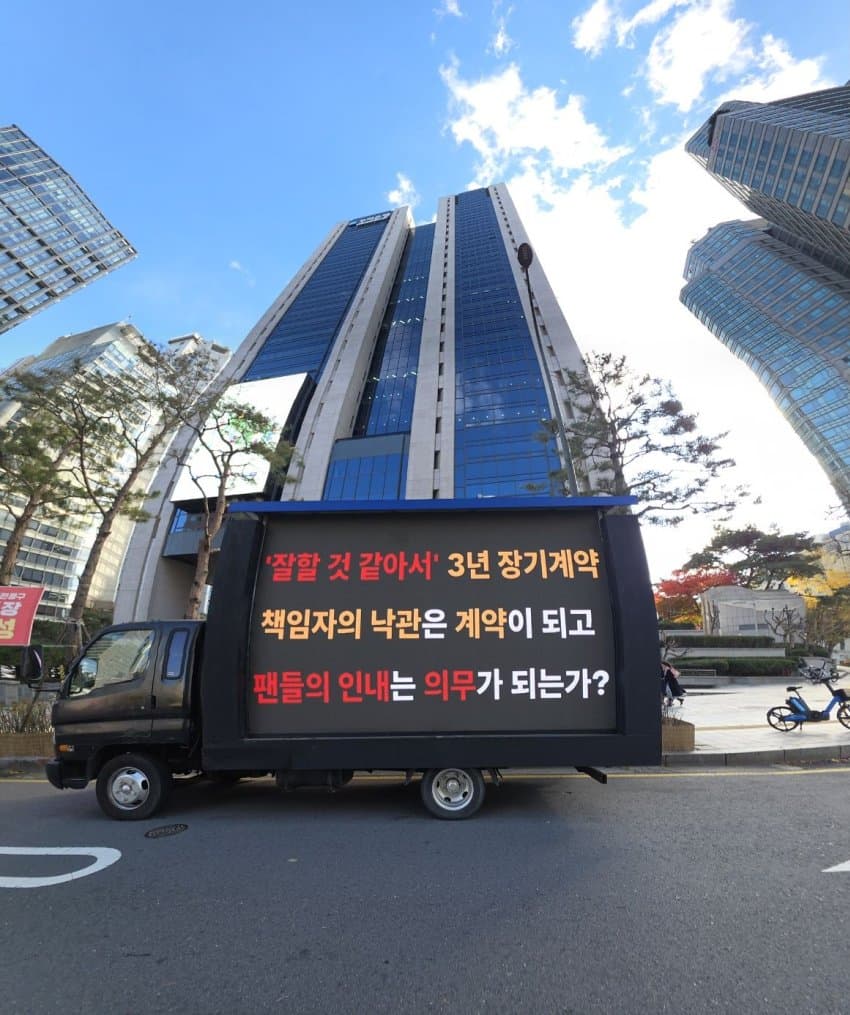 '잘할 것 같아서' 3년 장기계약
책임자의 낙관은 계약이 되고
팬들의 인내는 의무가 되는가?